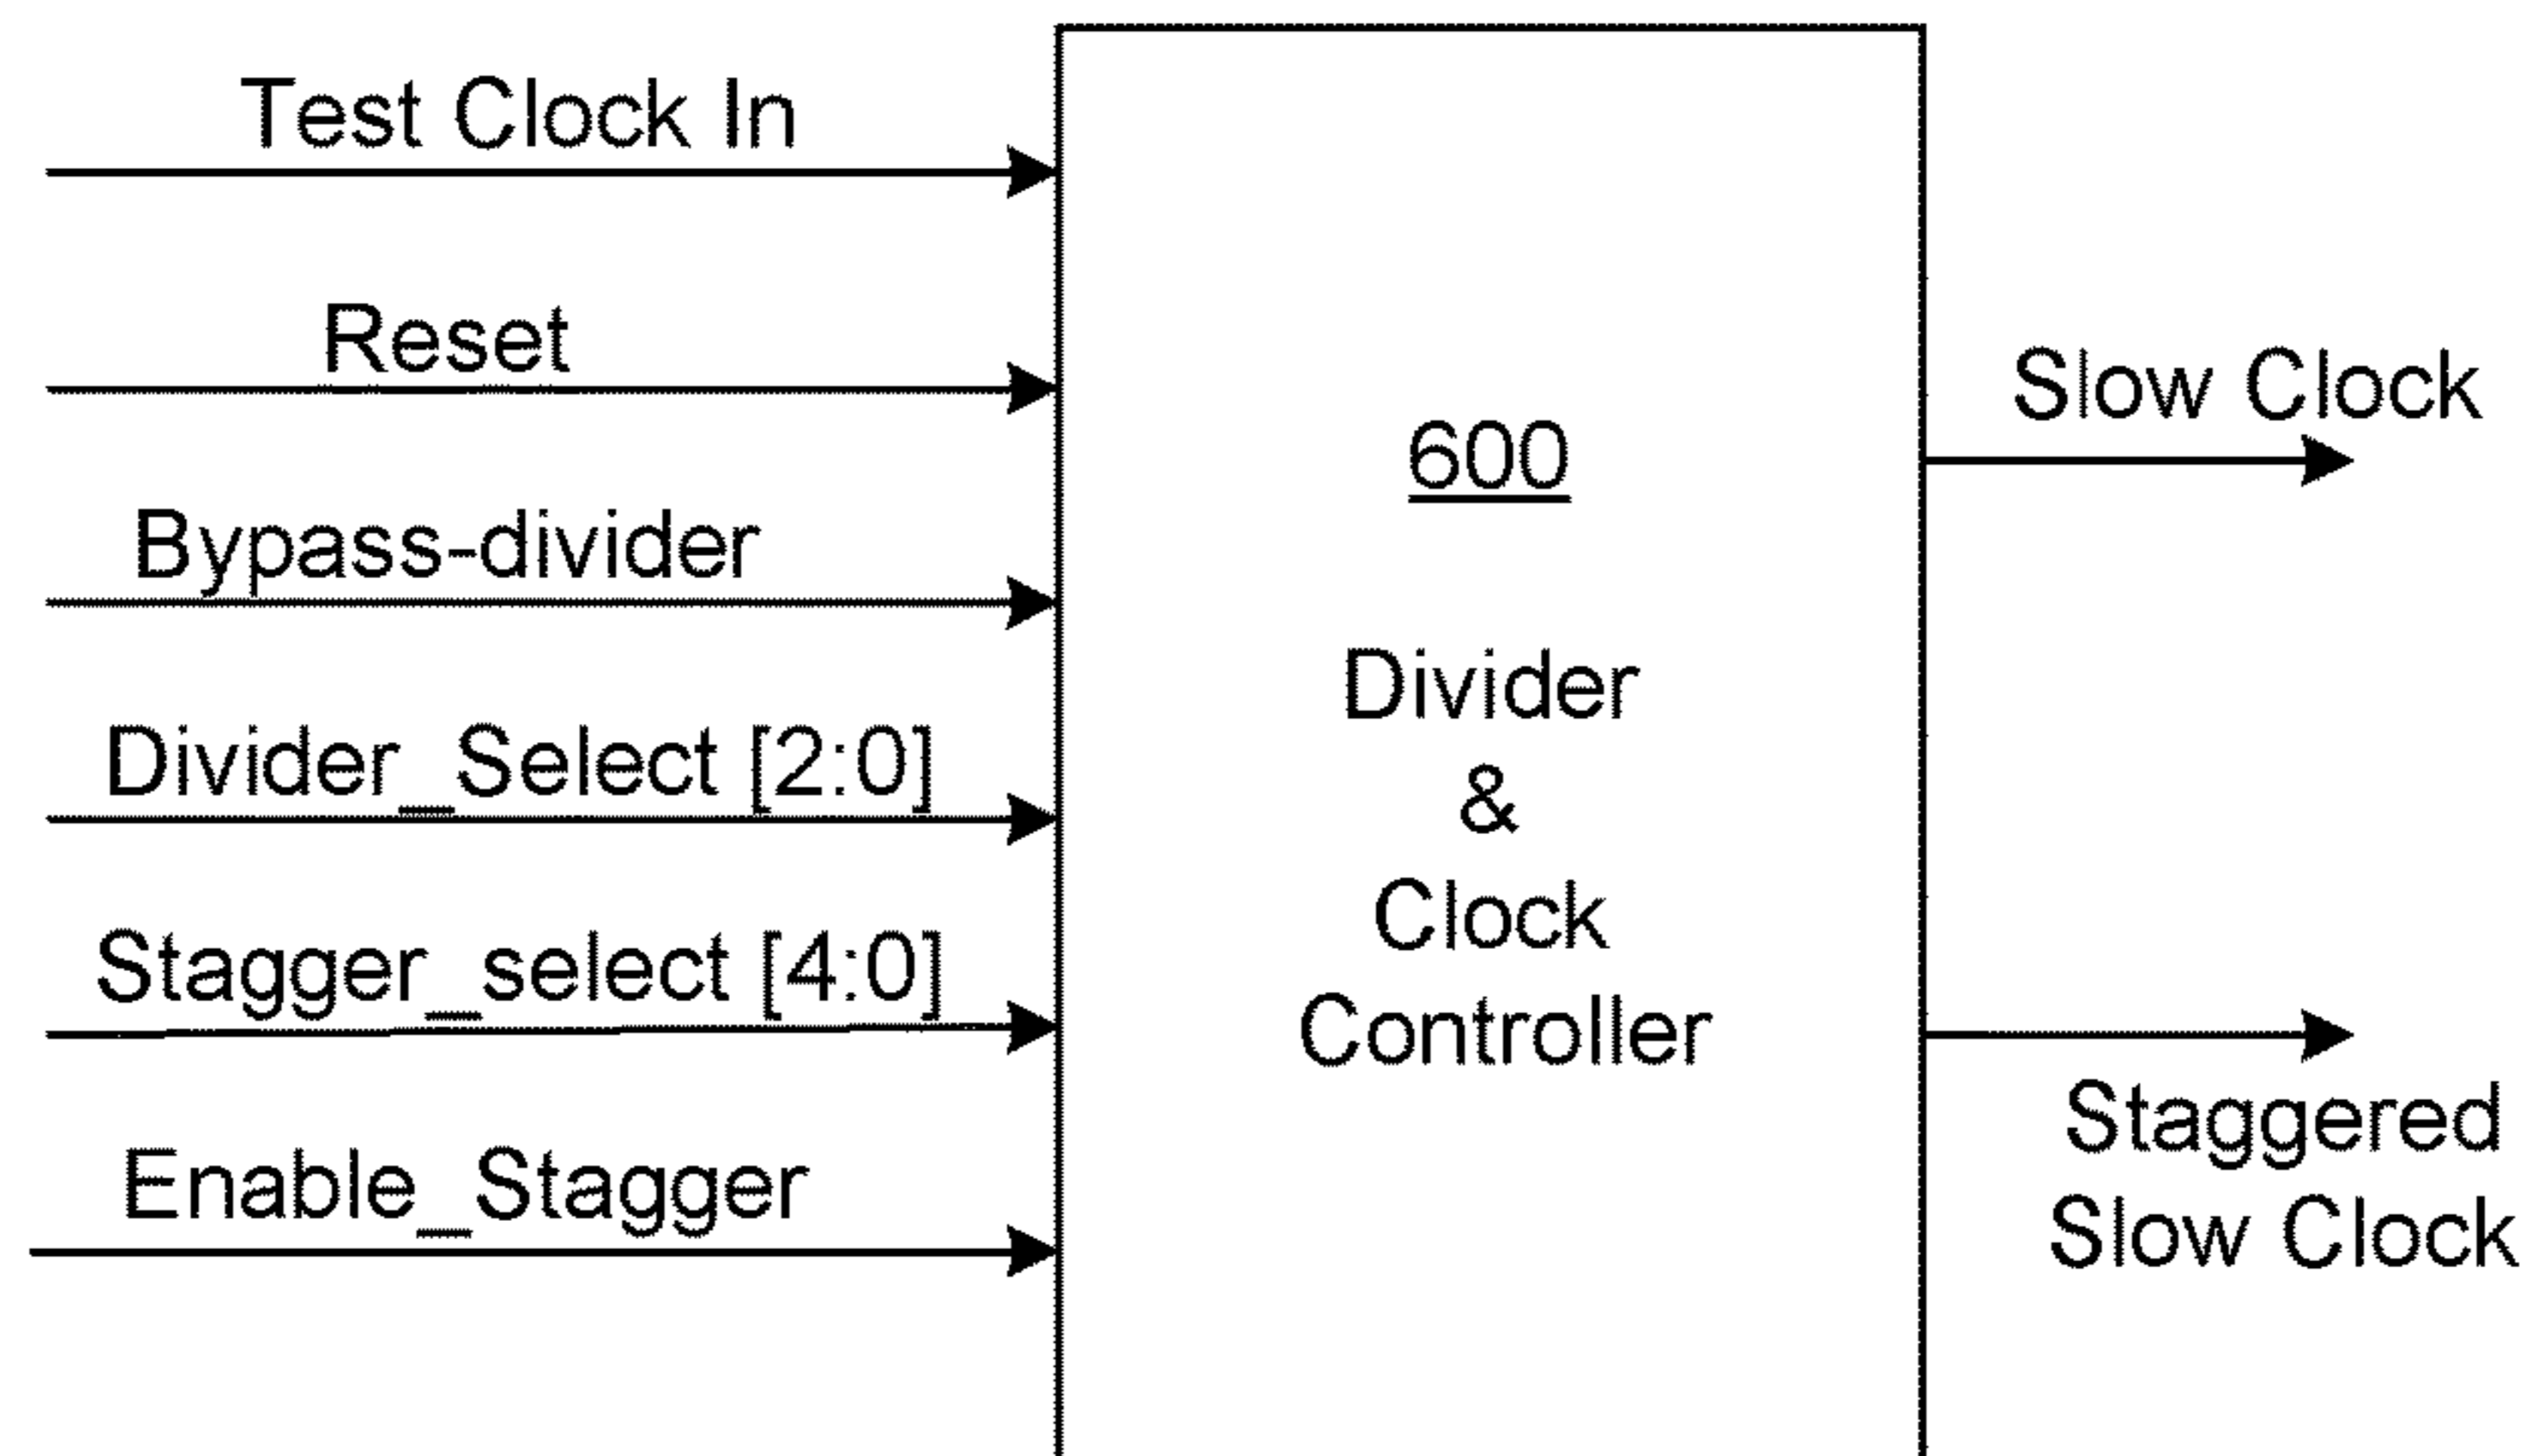 Test Clock In
Reset
Bypass-divider
Divider_Select [2:0]
Stagger_select [4:0]
Enable_Stagger
600
Divider
&
Clock
Controller
Slow Clock
Staggered
Slow Clock